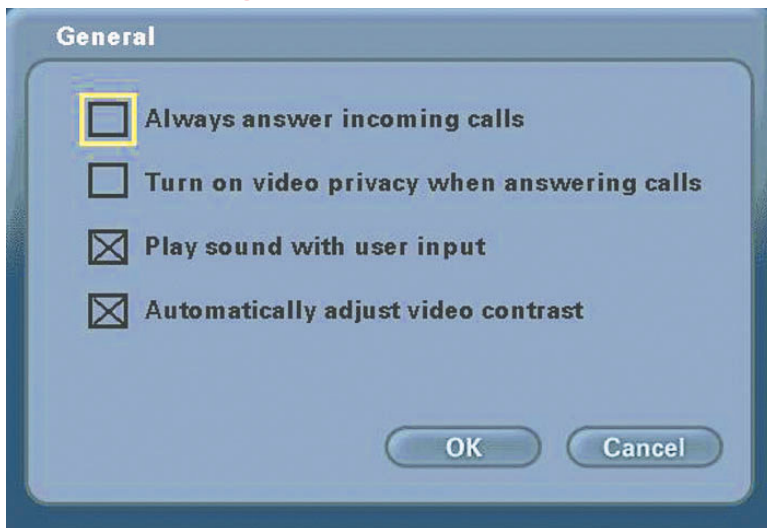 General
Always answer incoming calls
Turn on video privacy when answering calls
Play sound with user input
Automatically adjust video contrast
OK Cancel